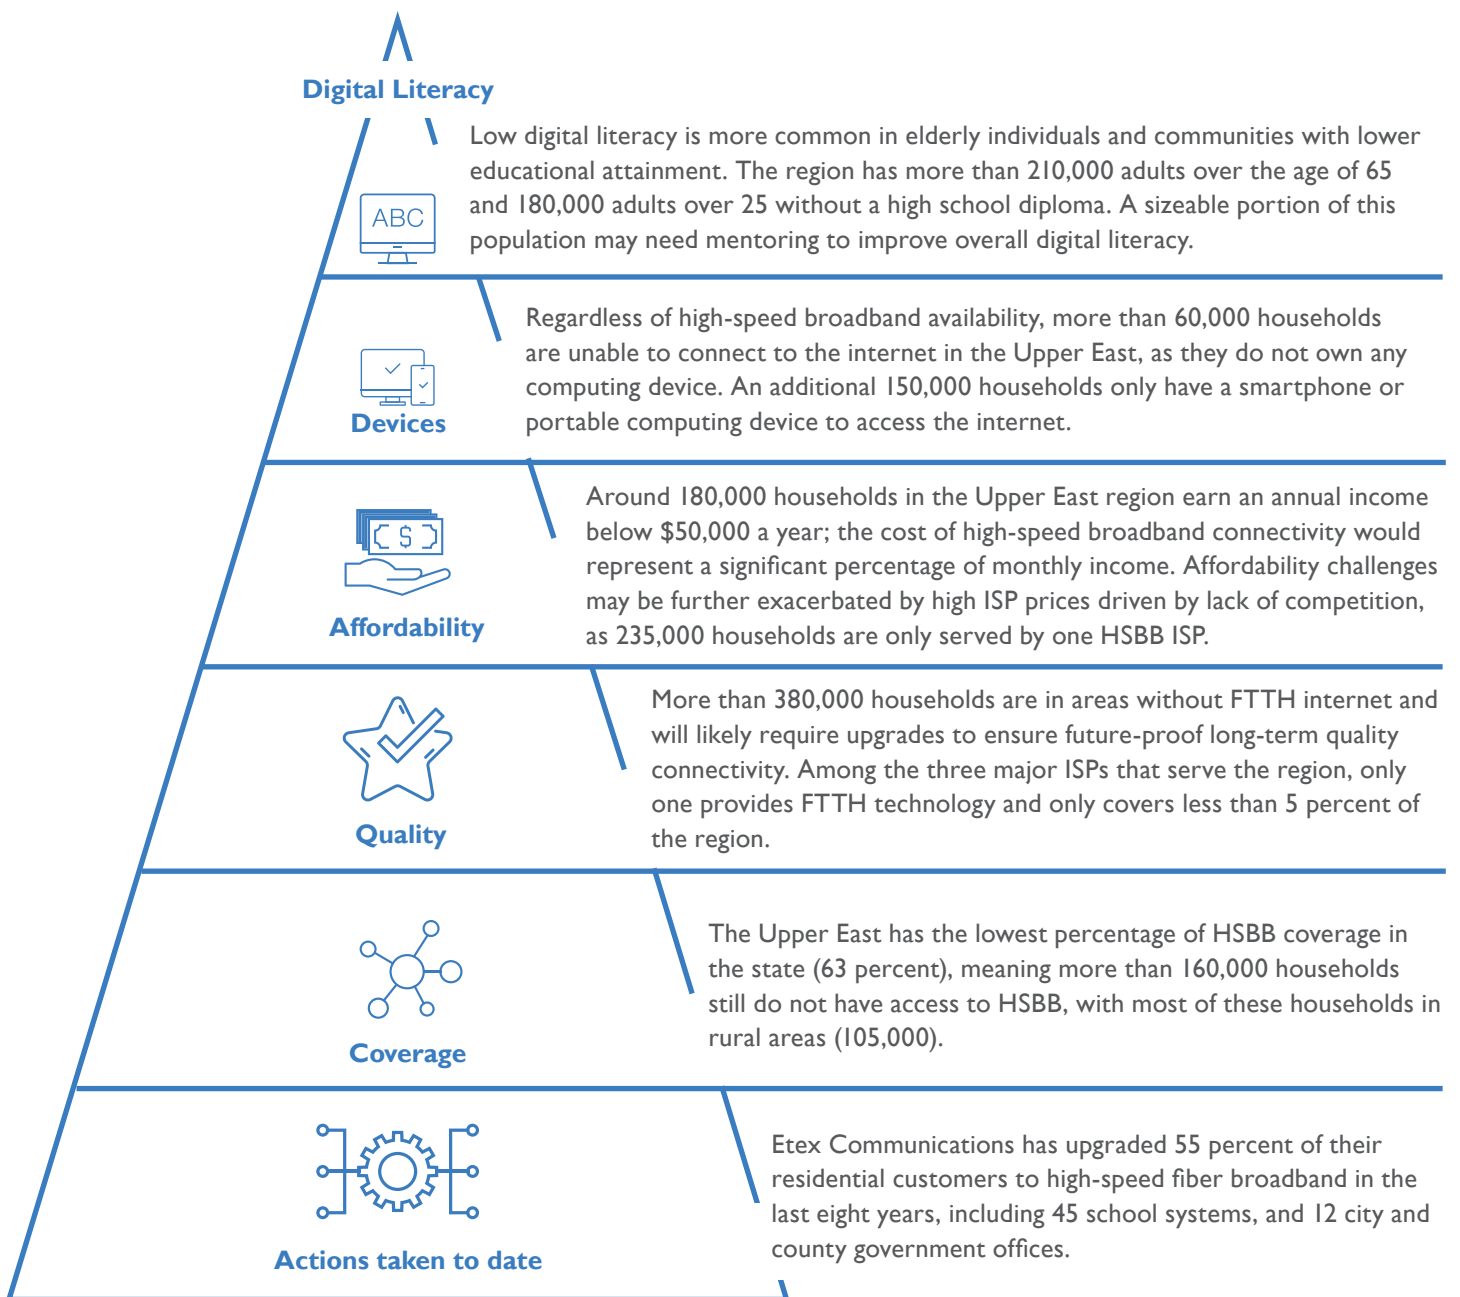 Digital Literacy
Low digital literacy is more common in elderly individuals and communities with lower
educational attainment. The region has more than 210,000 adults over the age of 65
and 180,000 adults over 25 without a high school diploma. A sizeable portion of this
population may need mentoring to improve overall digital literacy.
ABC
Regardless of high-speed broadband availability, more than 60,000 households
are unable to connect to the internet in the Upper East, as they do not own any
computing device. An additional 150,000 households only have a smartphone or
portable computing device to access the internet.
Devices
Around 180,000 households in the Upper East region earn an annual income
below $50,000 a year; the cost of high-speed broadband connectivity would
represent a significant percentage of monthly income. Affordability challenges
may be further exacerbated by high ISP prices driven by lack of competition,
as 235,000 households are only served by one HSBB ISP.
$
Affordability
More than 380,000 households are in areas without FTTH internet and
will likely require upgrades to ensure future-proof long-term quality
connectivity. Among the three major ISPs that serve the region, only
one provides FTTH technology and only covers less than 5 percent of
the region.
Quality
The Upper East has the lowest percentage of HSBB coverage in
the state (63 percent), meaning more than 160,000 households
still do not have access to HSBB, with most of these households in
rural areas (105,000).
Coverage
Etex Communications has upgraded 55 percent of their
residential customers to high-speed fiber broadband in the
last eight years, including 45 school systems, and 12 city and
county government offices.
Actions taken to date